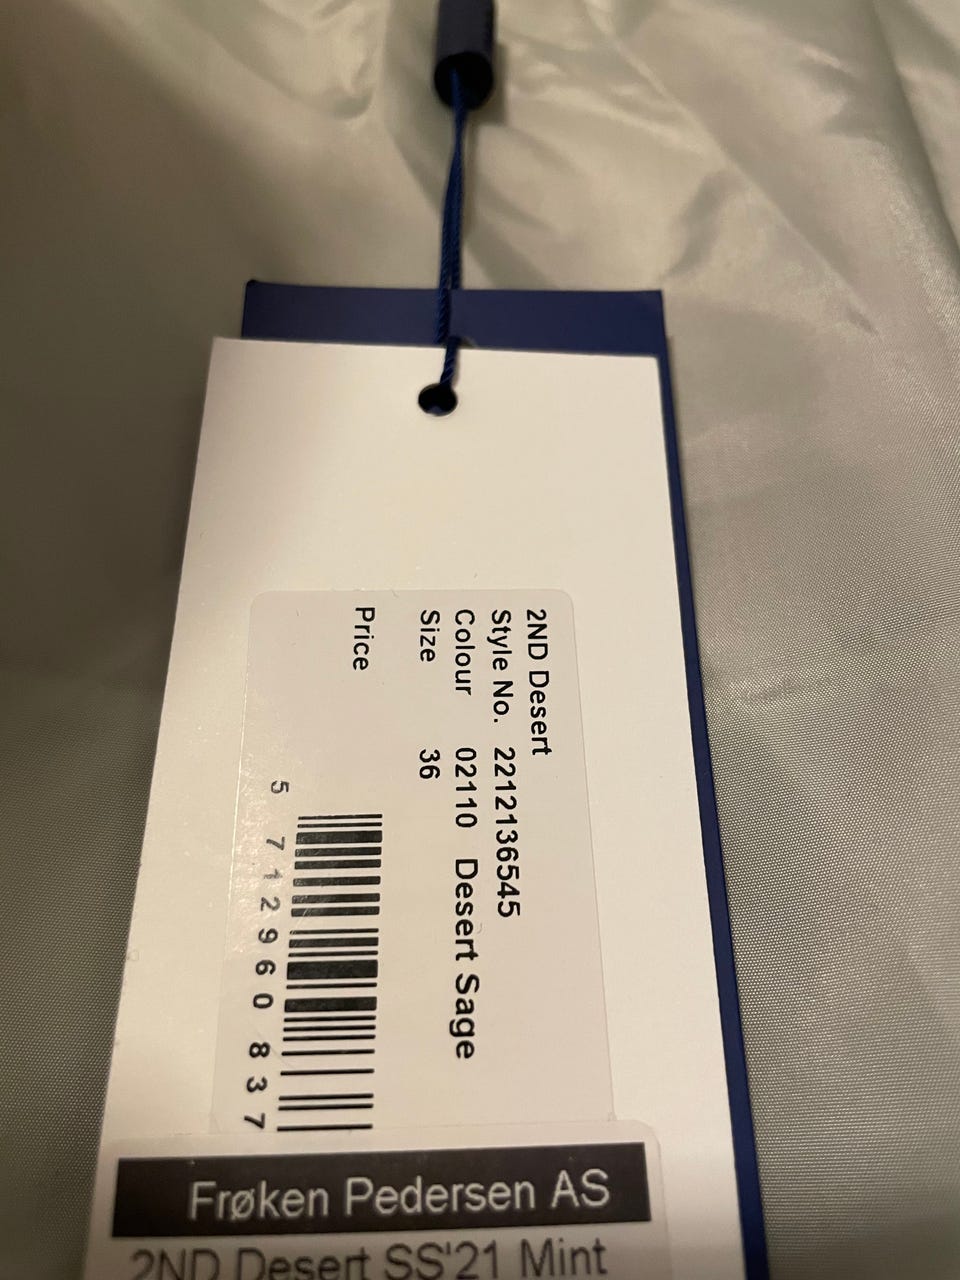 2ND Desert
Style No. 2212136545
Colour 02110 Desert Sage
Size 36
Price
5 712960 837
Frøken Pedersen AS
2ND Desert SS'21 Mint